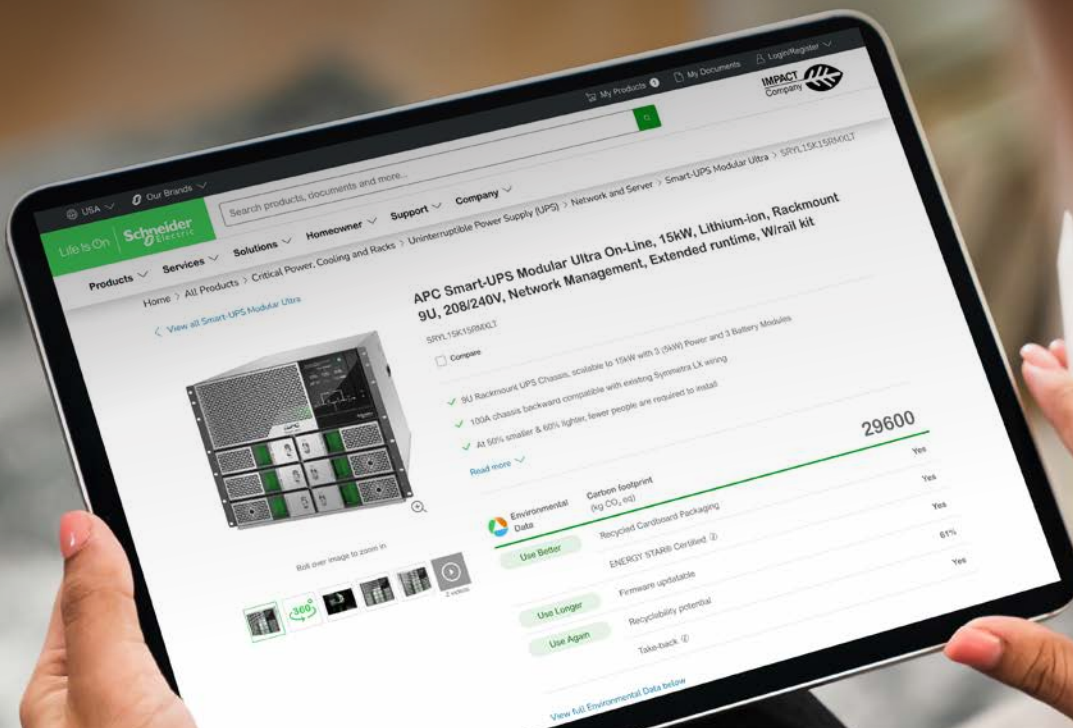 USA
Our Brands
My Products 1
My Documents
Login/Register
Life Is On | Schneider Electric
Search products, documents and more...
IMPACT
Company
Products
Services
Solutions
Homeowner
Support
Company
Home > All Products > Critical Power, Cooling and Racks > Uninterruptible Power Supply (UPS) > Network and Server > Smart-UPS Modular Ultra > SRYL15K15RMXLT
< View all Smart-UPS Modular Ultra
APC Smart-UPS Modular Ultra On-Line, 15kW, Lithium-ion, Rackmount
9U, 208/240V, Network Management, Extended runtime, W/rail kit
SRYL15K15RMXLT
Compare
9U Rackmount UPS Chassis, scalable to 15kW with 3 (5kW) Power and 3 Battery Modules
100A chassis backward compatible with existing Symmetra LX wiring
At 50% smaller & 60% lighter, fewer people are required to install
Read more
Roll over image to zoom in
360°
2 videos
Environmental
Data
Carbon footprint
(kg CO₂ eq)
29600
Use Better
Recycled Cardboard Packaging
Yes
ENERGY STAR® Certified
Yes
Use Longer
Firmware updatable
Yes
Use Again
Recyclability potential
61%
Take-back
Yes
View full Environmental Data below